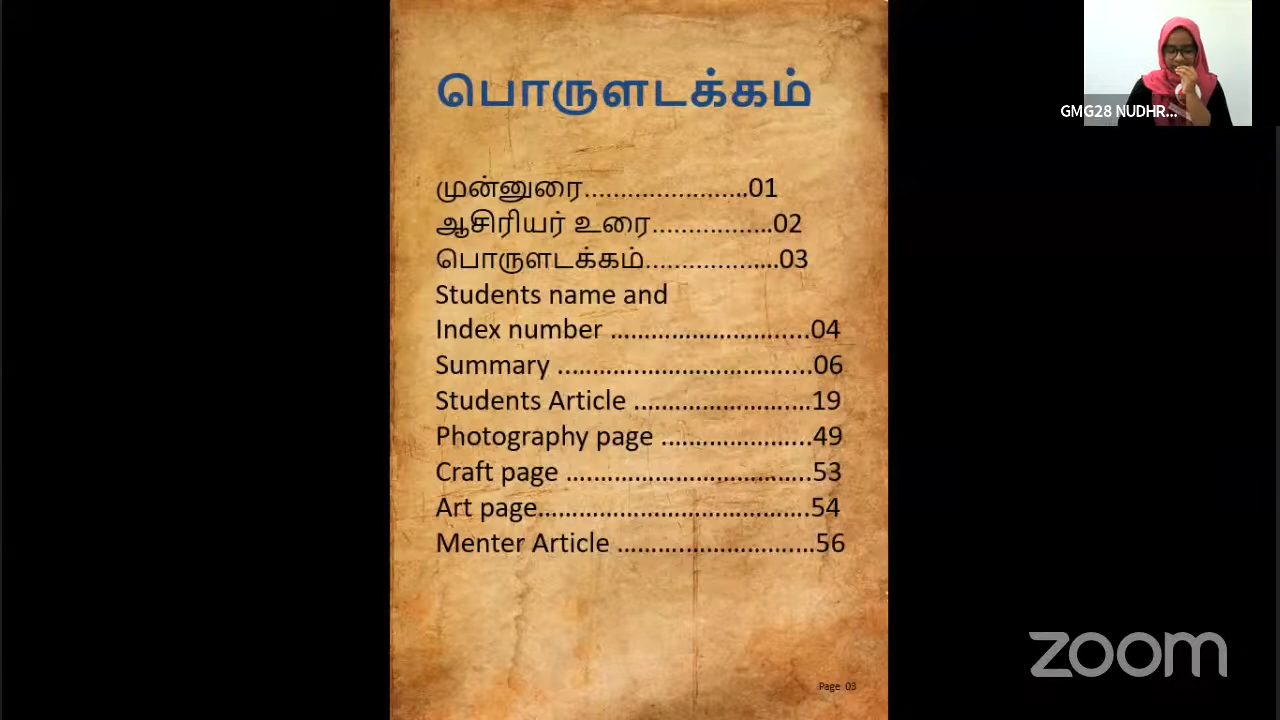 பொருளடக்கம்
முன்னுரை........................01
ஆசிரியர் உரை.................02
பொருளடக்கம்...................03
Students name and
Index number .............................04
Summary .....................................06
Students Article ..........................19
Photography page ......................49
Craft page ...................................53
Art page.......................................54
Menter Article .............................56
Page 03
GMG28 NUDHR...
zoom